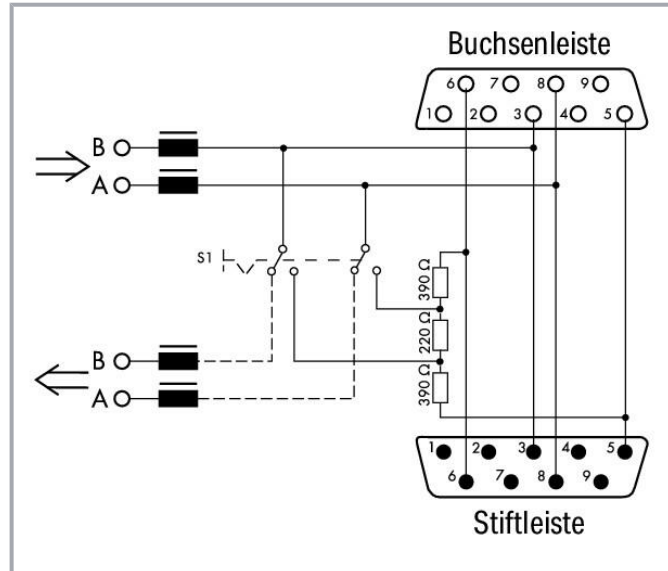 Buchsenleiste
6 7 8 9
1 2 3 4 5
B
A
S1
390 Ω
220 Ω
390 Ω
B
A
1 2 3 4 5
6 7 8 9
Stiftleiste